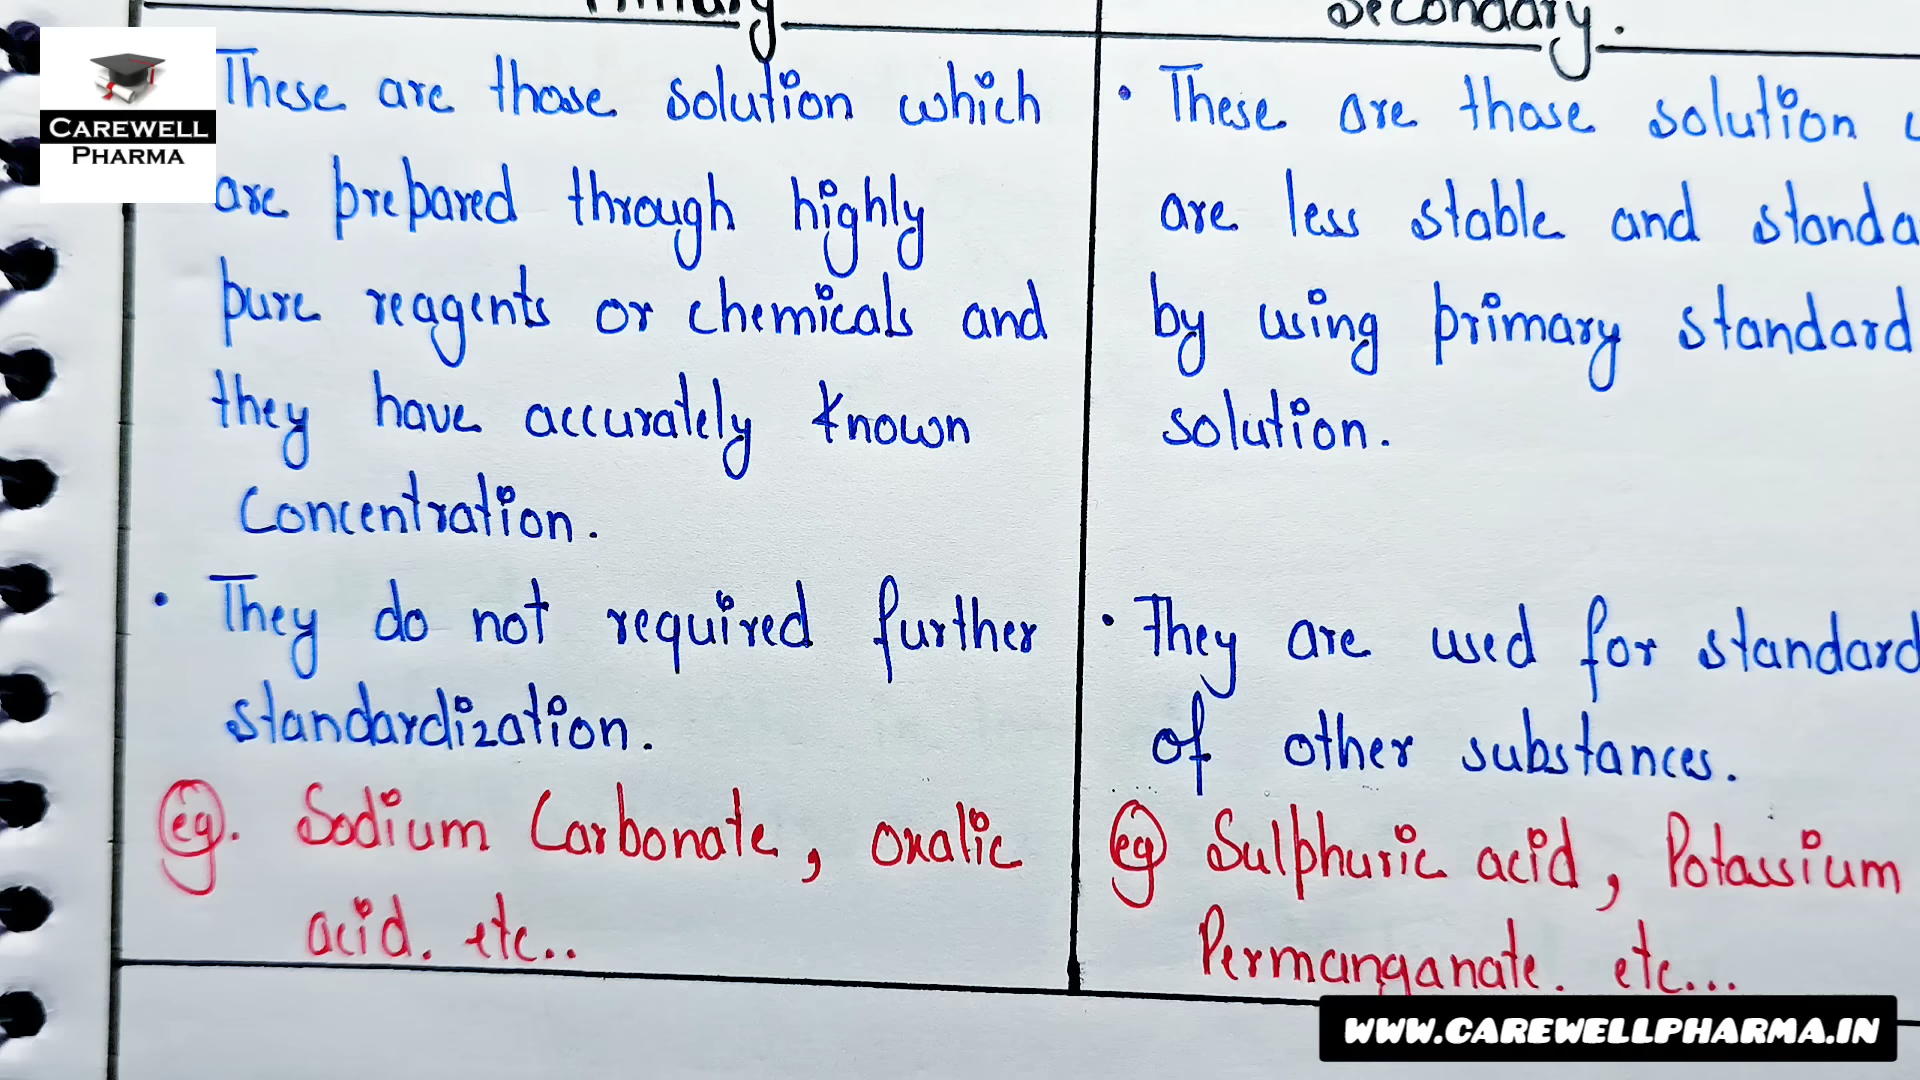 Primary
Secondary.
CAREWELL
PHARMA
These are those solution which
are prepared through highly
pure reagents or chemicals and
they have accurately known
Concentration.
• They do not required further
standardization.
eg. Sodium Carbonate, oxalic
acid. etc..
• These are those solution
are less stable and standa
by using primary standard
solution.
• They are used for standard
of other substances.
eg Sulphuric acid, Potassium
Permanganate. etc...
WWW.CAREWELLPHARMA.IN